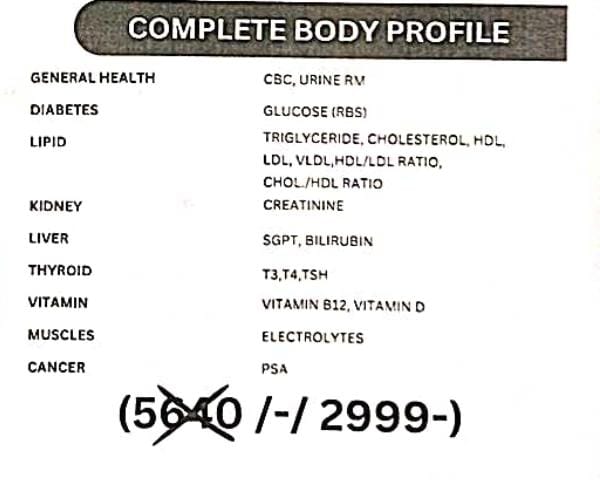 COMPLETE BODY PROFILE
GENERAL HEALTH CBC, URINE RM
DIABETES GLUCOSE (RBS)
LIPID TRIGLYCERIDE, CHOLESTEROL, HDL,
LDL, VLDL,HDL/LDL RATIO,
CHOL./HDL RATIO
KIDNEY CREATININE
LIVER SGPT, BILIRUBIN
THYROID T3,T4,TSH
VITAMIN VITAMIN B12, VITAMIN D
MUSCLES ELECTROLYTES
CANCER PSA
(5640 /-/ 2999-)